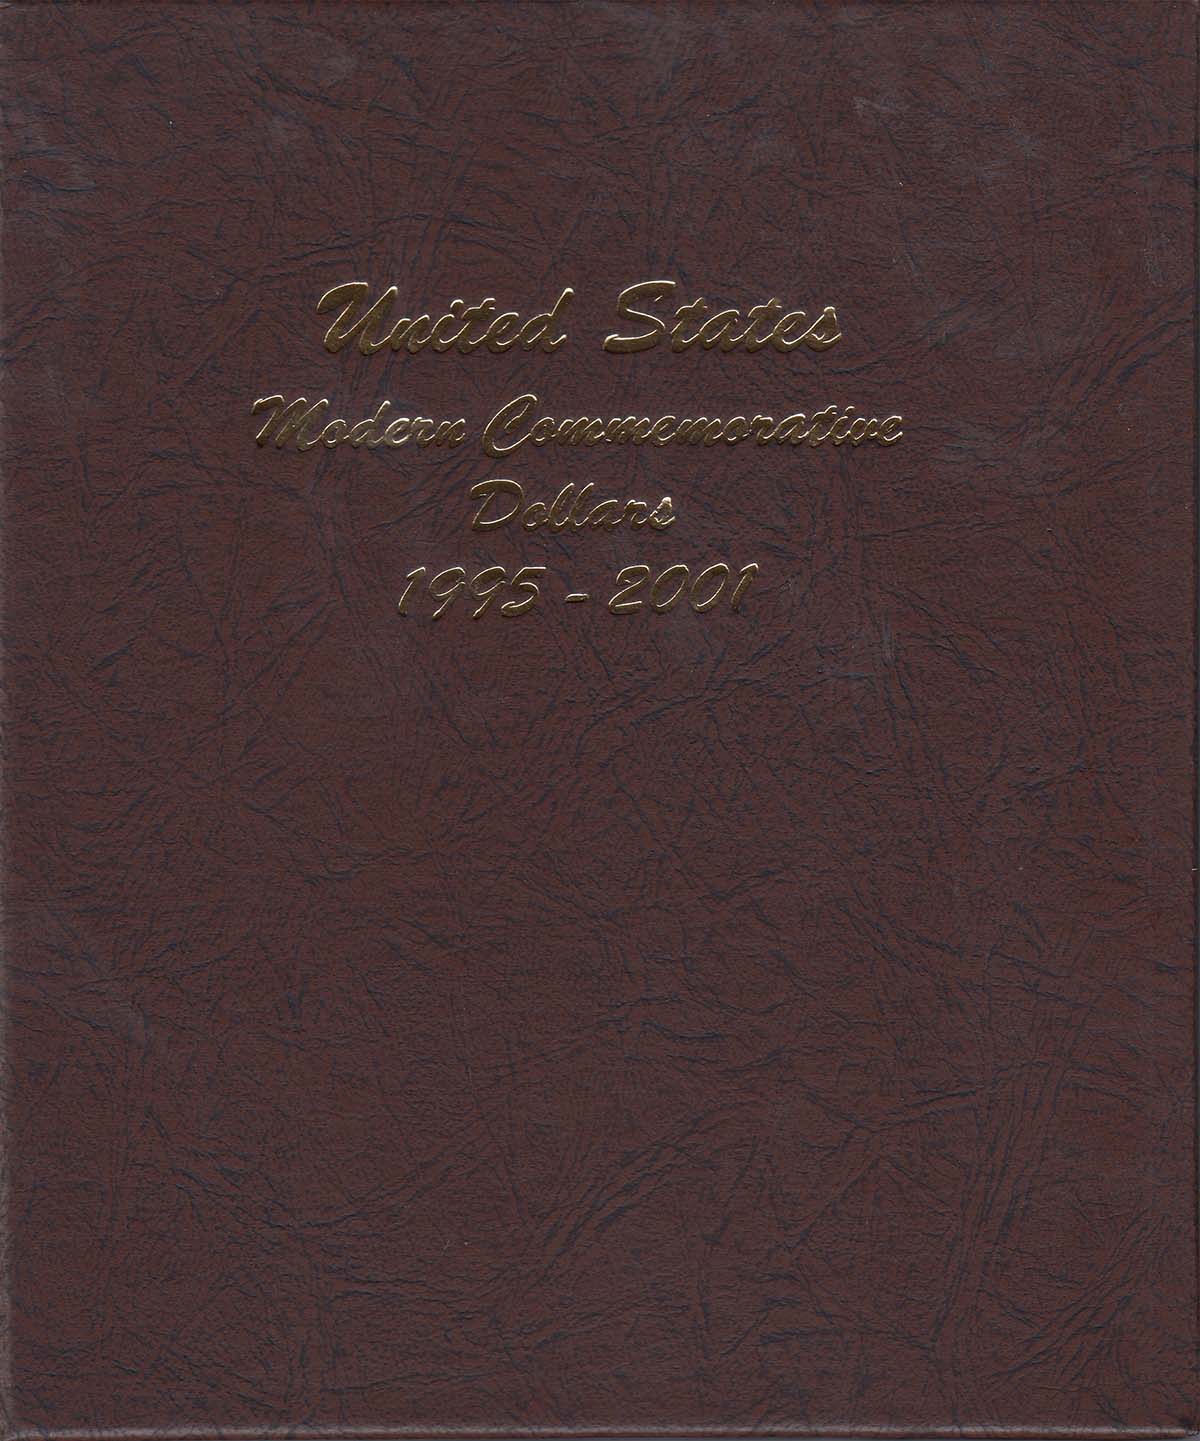 United States
Modern Commemorative
Dollars
1995 - 2001